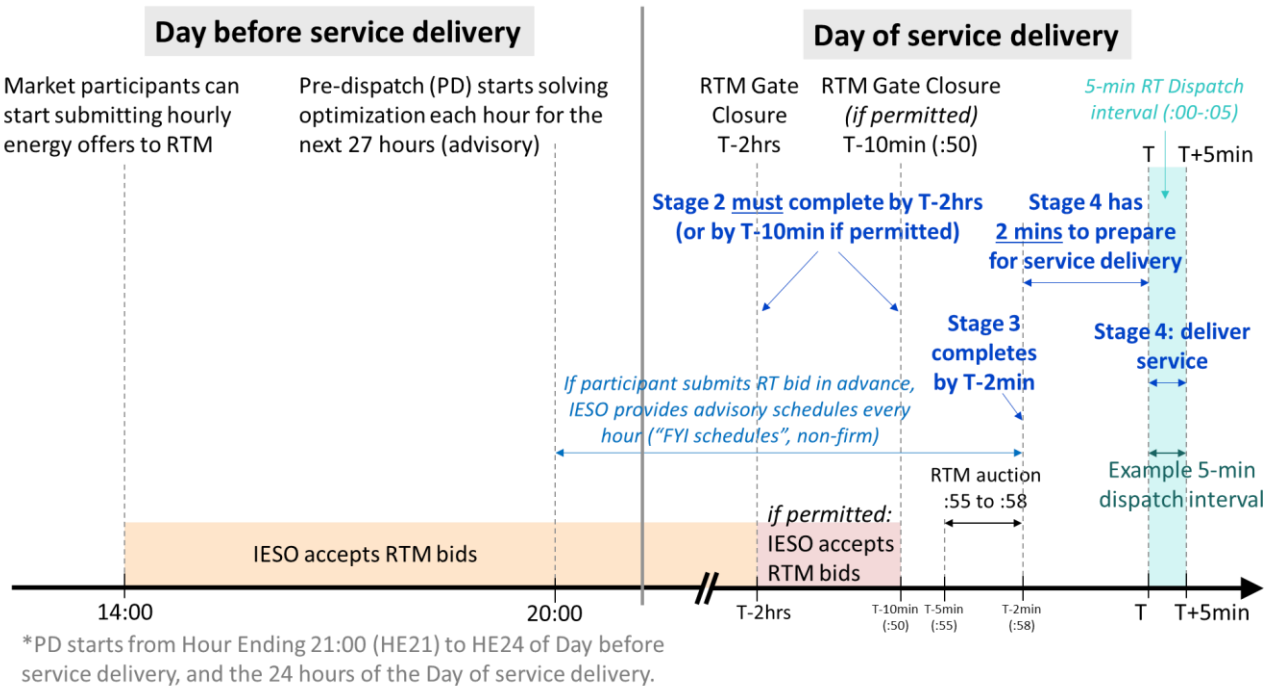 Day before service delivery
Day of service delivery
Market participants can
start submitting hourly
energy offers to RTM
Pre-dispatch (PD) starts solving
optimization each hour for the
next 27 hours (advisory)
RTM Gate
Closure
T-2hrs
RTM Gate Closure
(if permitted)
T-10min (:50)
5-min RT Dispatch
interval (:00-:05)
T
T+5min
Stage 2 must complete by T-2hrs
(or by T-10min if permitted)
Stage 4 has
2 mins to prepare
for service delivery
Stage 3
completes
by T-2min
Stage 4: deliver
service
If participant submits RT bid in advance,
IESO provides advisory schedules every
hour ("FYI schedules", non-firm)
RTM auction
:55 to :58
Example 5-min
dispatch interval
IESO accepts RTM bids
if permitted:
IESO accepts
RTM bids
14:00
20:00
T-2hrs
T-10min
(:50)
T-5min
(:55)
T-2min
(:58)
T
T+5min
*PD starts from Hour Ending 21:00 (HE21) to HE24 of Day before
service delivery, and the 24 hours of the Day of service delivery.